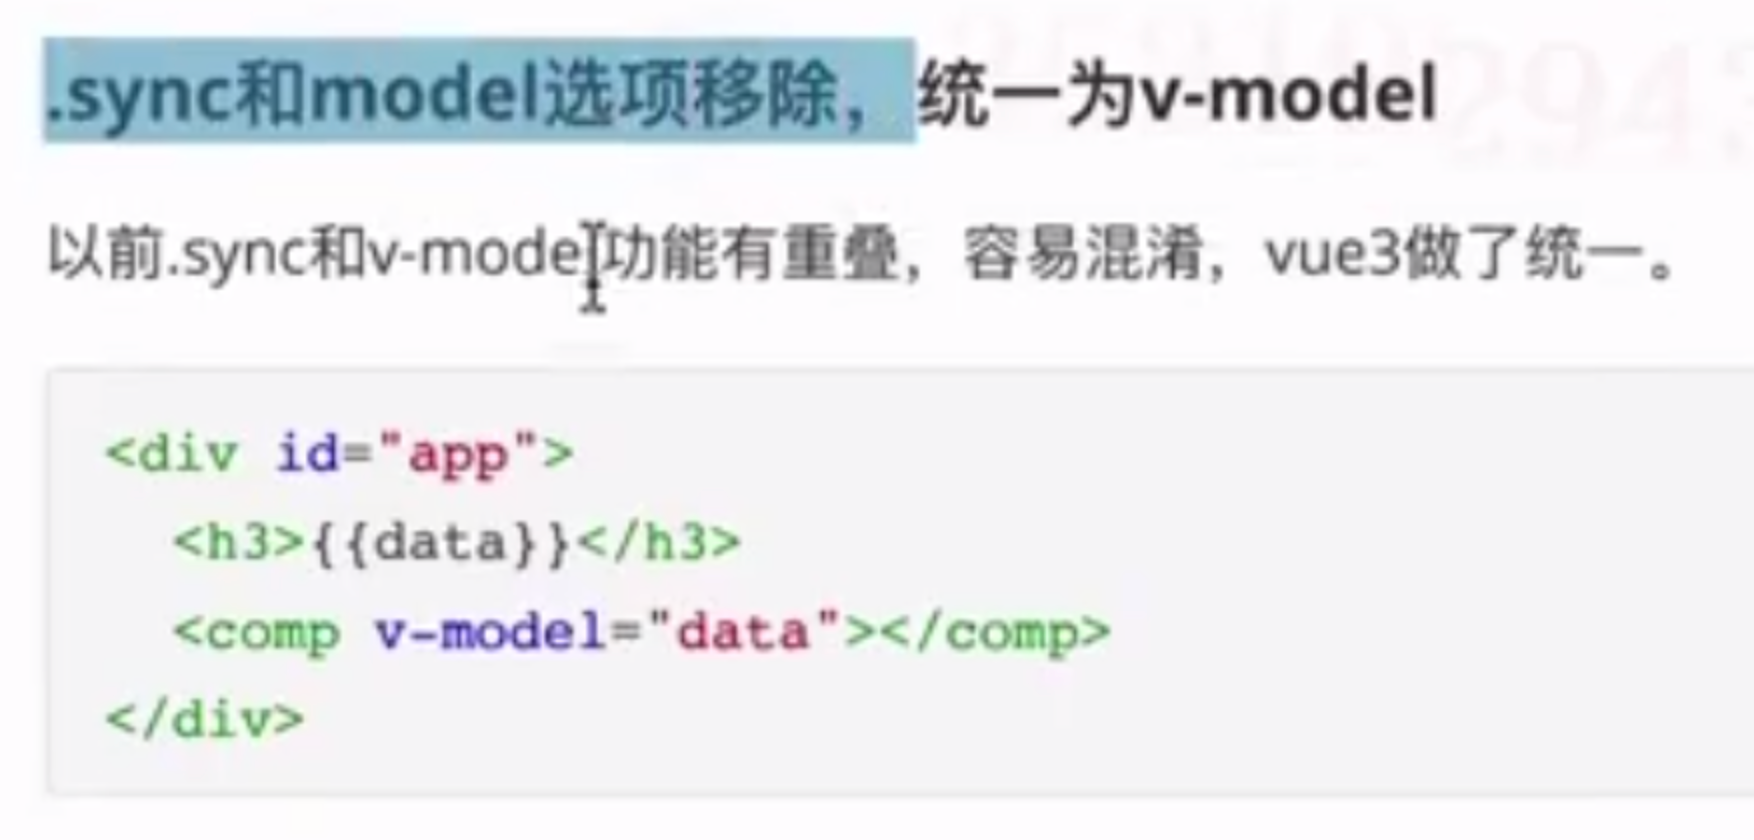 .sync和model选项移除，统一为v-model
以前.sync和v-model功能有重叠，容易混淆，vue3做了统一。
<div id="app">
  <h3>{{data}}</h3>
  <comp v-model="data"></comp>
</div>